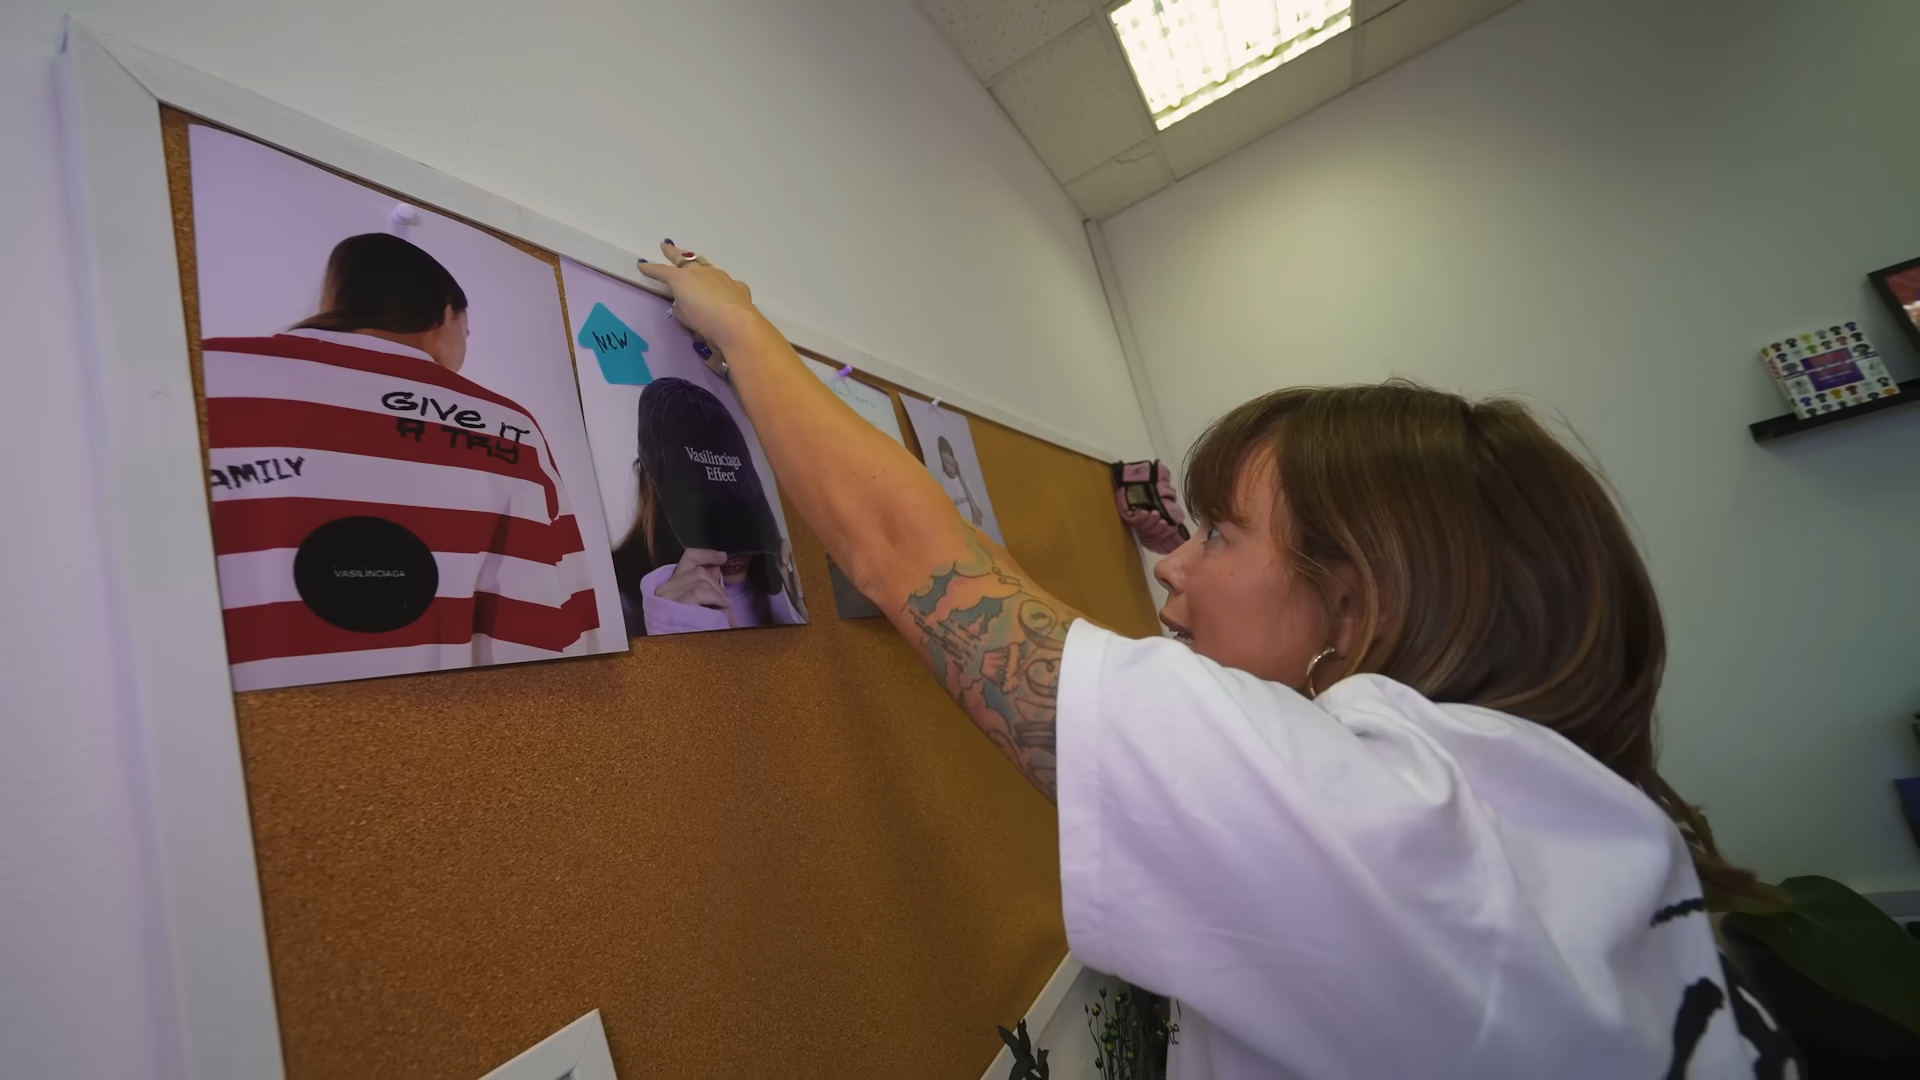 GIVE IT
A TRY
AMILY
VASILINCIAGA
NEW
Vasilinciaga
Effect